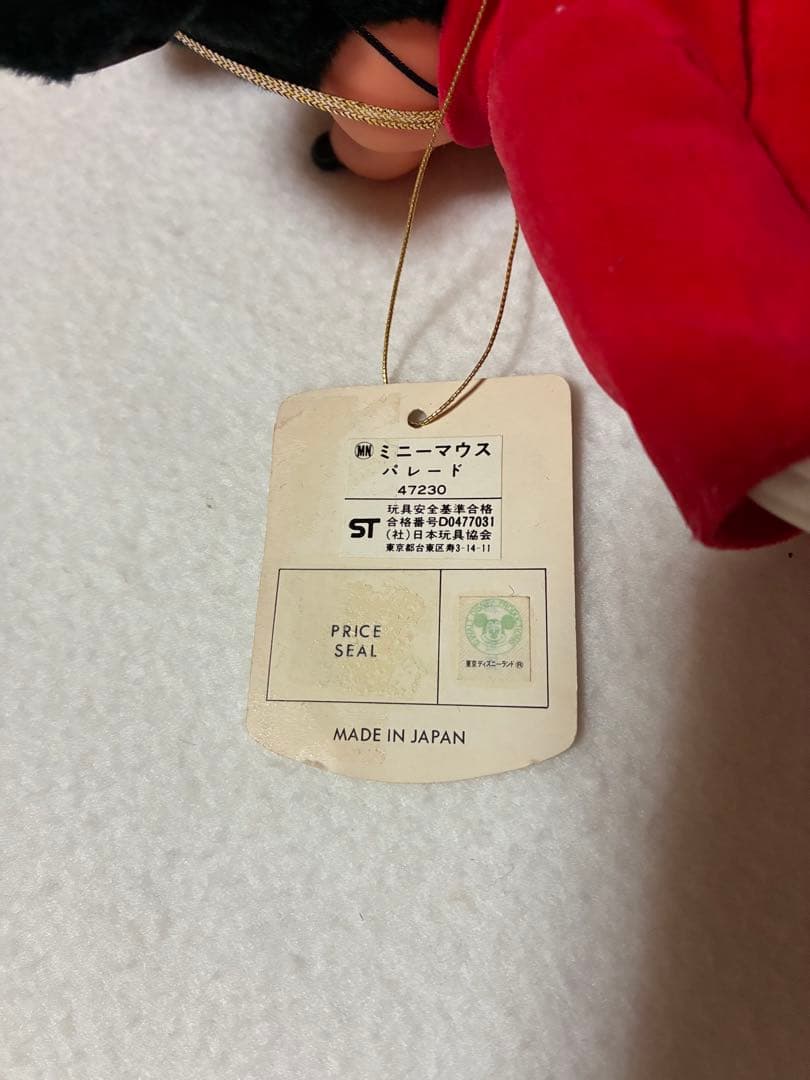 MN ミニーマウス
パレード
47230
ST
玩具安全基準合格
合格番号D0477031
(社)日本玩具協会
東京都台東区寿3-14-11
PRICE
SEAL
東京ディズニーランド
MADE IN JAPAN